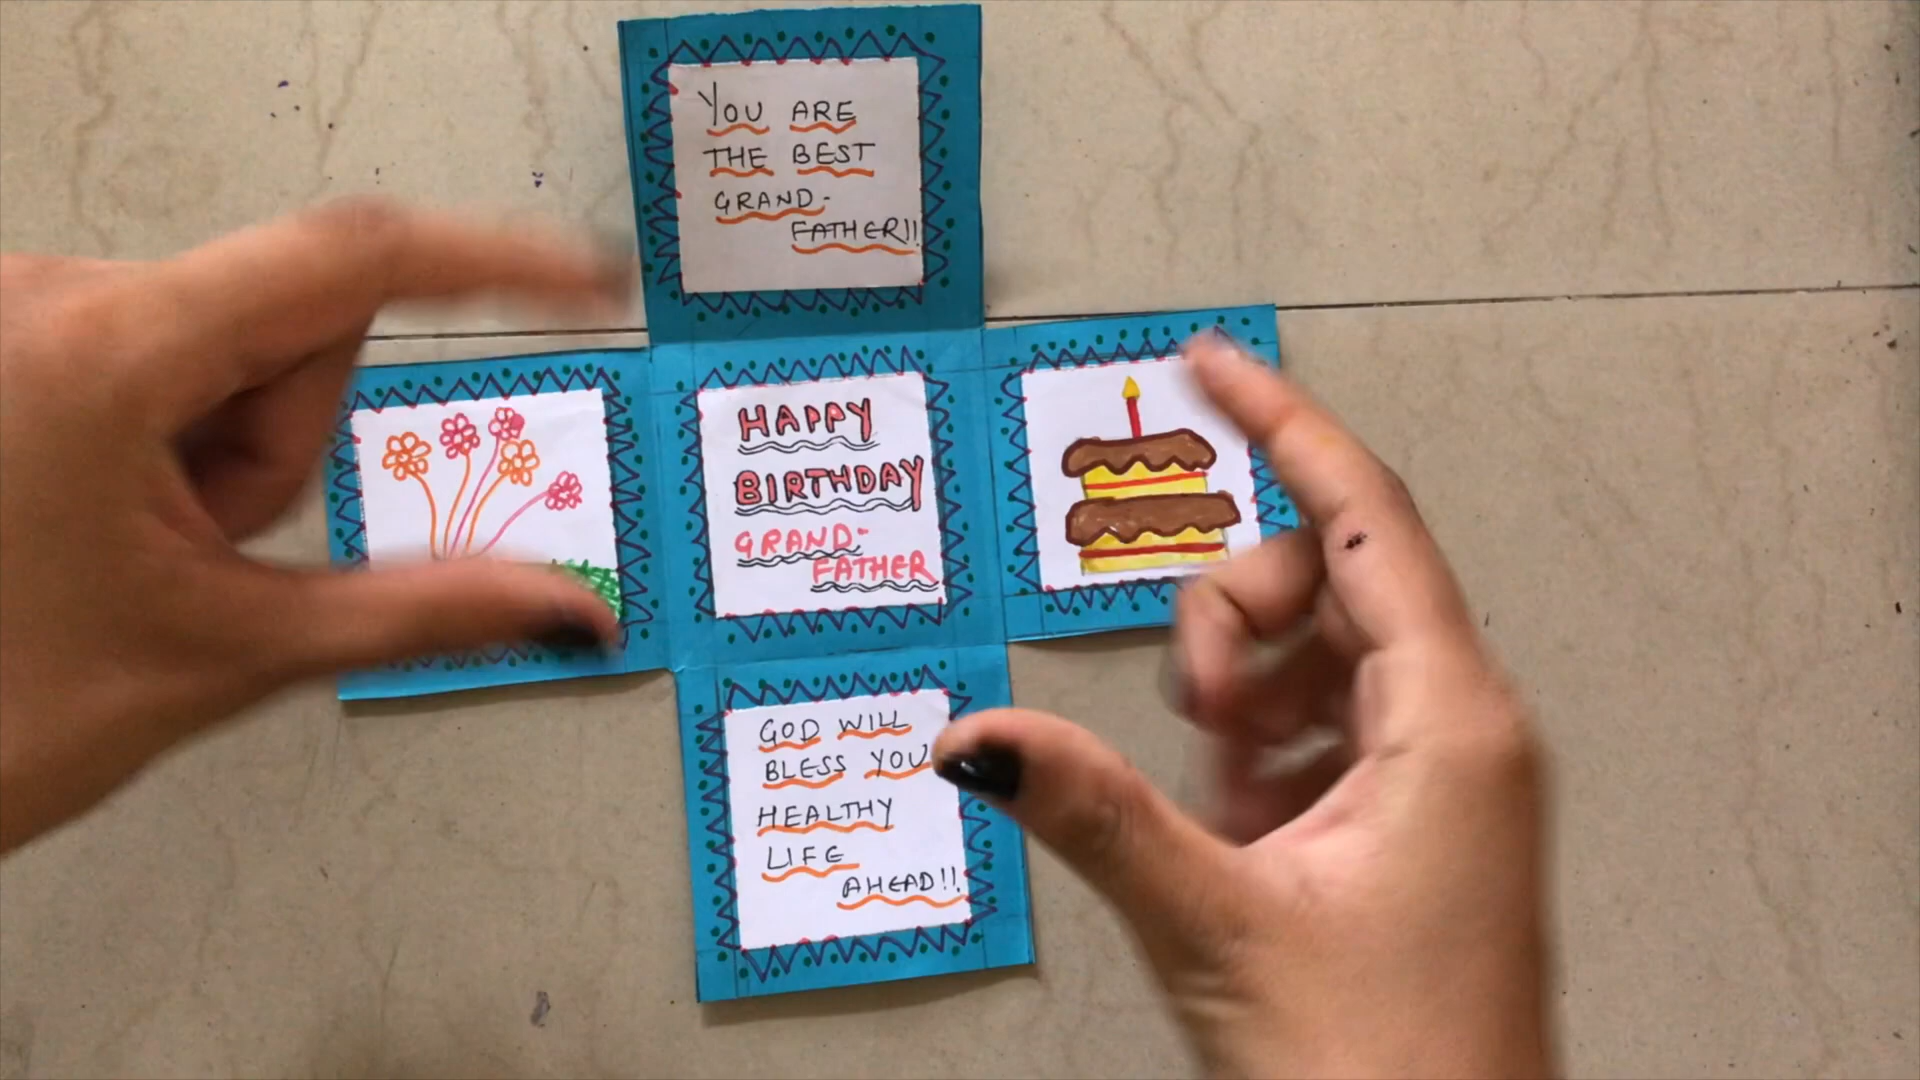 YOU ARE
THE BEST
GRAND-
FATHER!!
HAPPY
BIRTHDAY
GRAND-
FATHER
GOD WILL
BLESS YOU
HEALTHY
LIFE
AHEAD!!